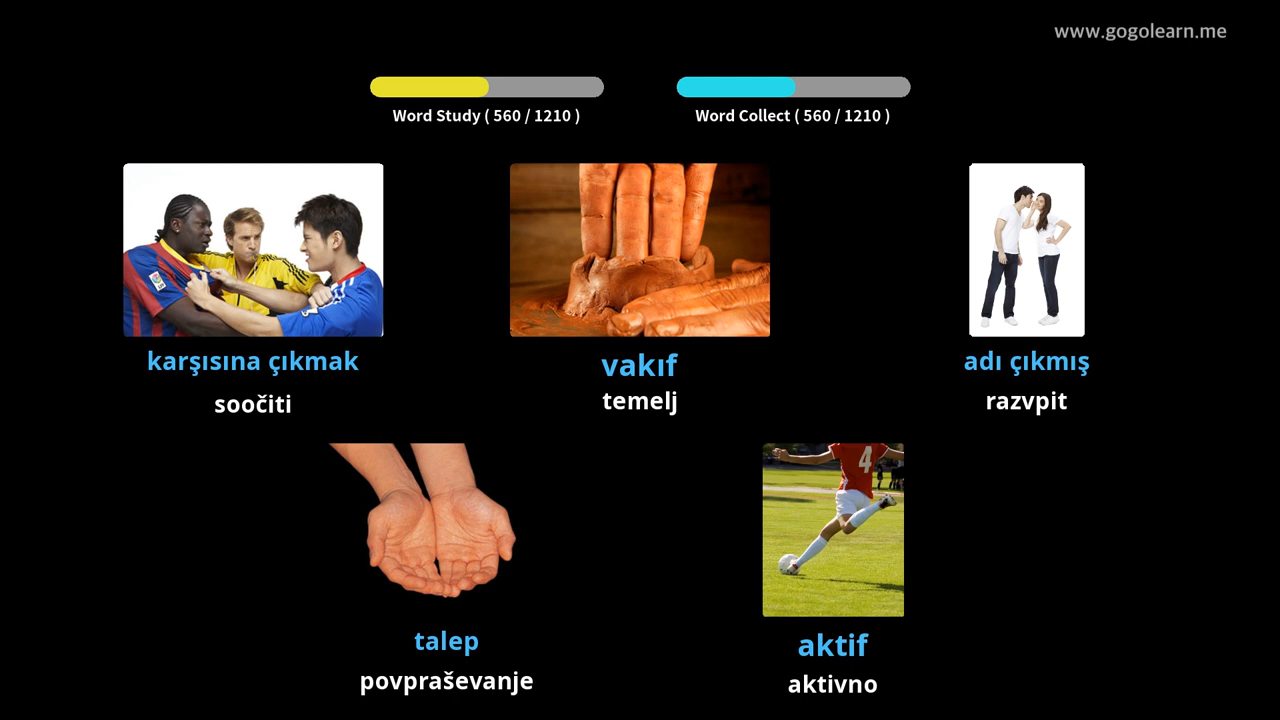 www.gogolearn.me
Word Study ( 560 / 1210 )
Word Collect ( 560 / 1210 )
karşısına çıkmak
soočiti
vakıf
temelj
adı çıkmış
razvpit
4
talep
povpraševanje
aktif
aktivno